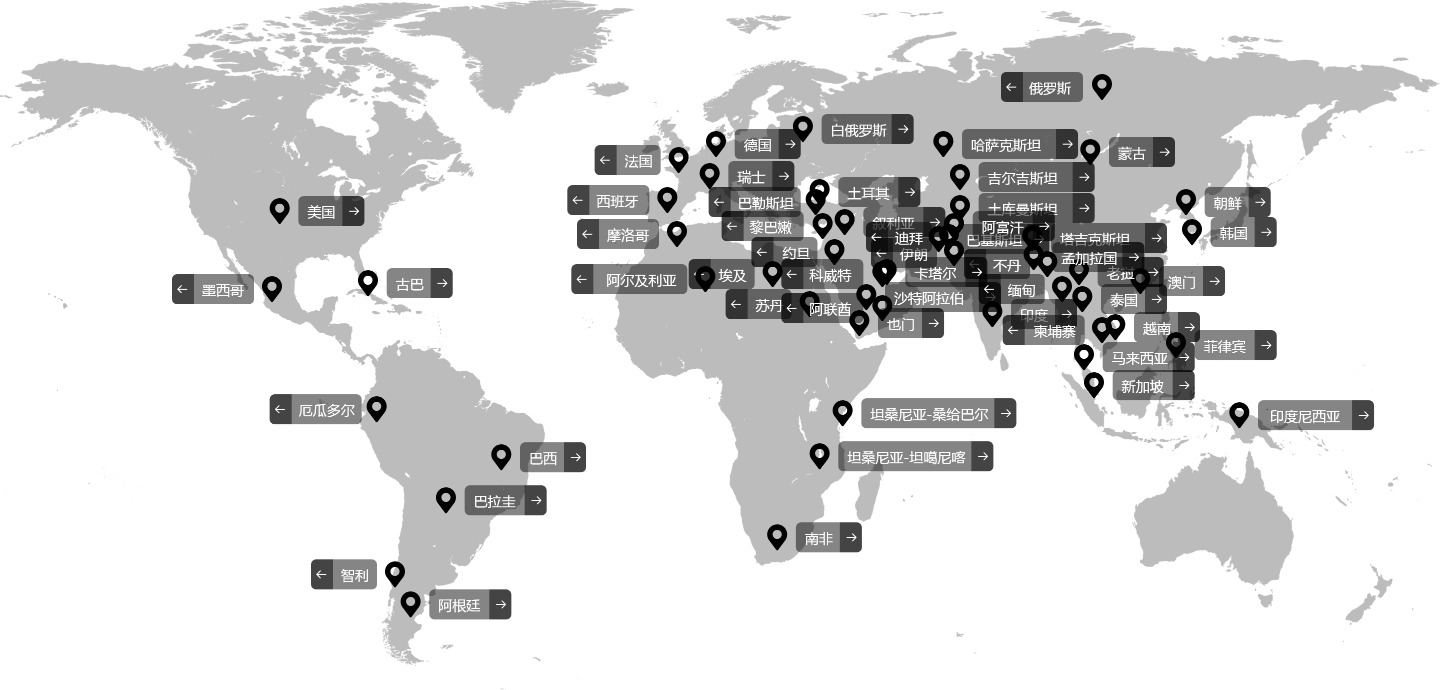 俄罗斯
白俄罗斯
德国
哈萨克斯坦
蒙古
法国
瑞士
吉尔吉斯坦
西班牙
巴勒斯坦
土耳其
土库曼斯坦
朝鲜
美国
摩洛哥
黎巴嫩
叙利亚
阿富汗
韩国
迪拜
巴基斯坦
塔吉克斯坦
约旦
伊朗
孟加拉国
阿尔及利亚
埃及
科威特
卡塔尔
不丹
老挝
澳门
墨西哥
古巴
缅甸
苏丹
阿联酋
沙特阿拉伯
泰国
也门
印度
柬埔寨
越南
菲律宾
马来西亚
新加坡
厄瓜多尔
坦桑尼亚-桑给巴尔
印度尼西亚
巴西
坦桑尼亚-坦噶尼喀
巴拉圭
南非
智利
阿根廷